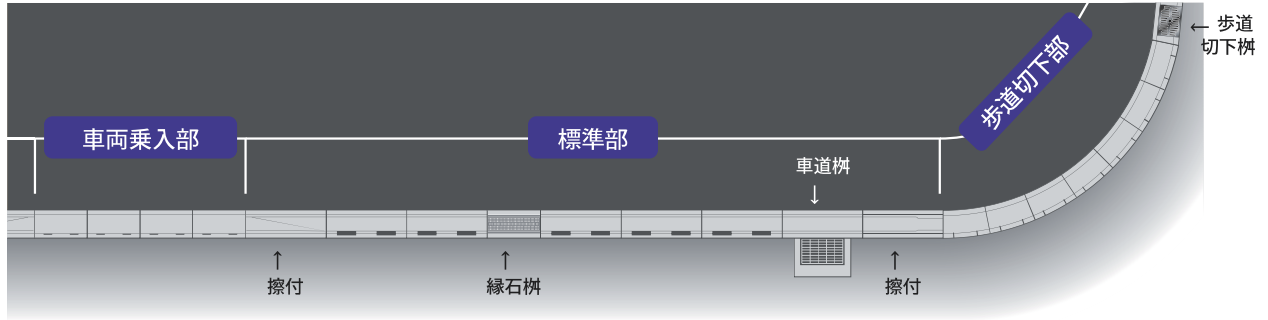 歩道
切下桝
歩道切下部
車両乗入部
標準部
車道桝
擦付
縁石桝
擦付